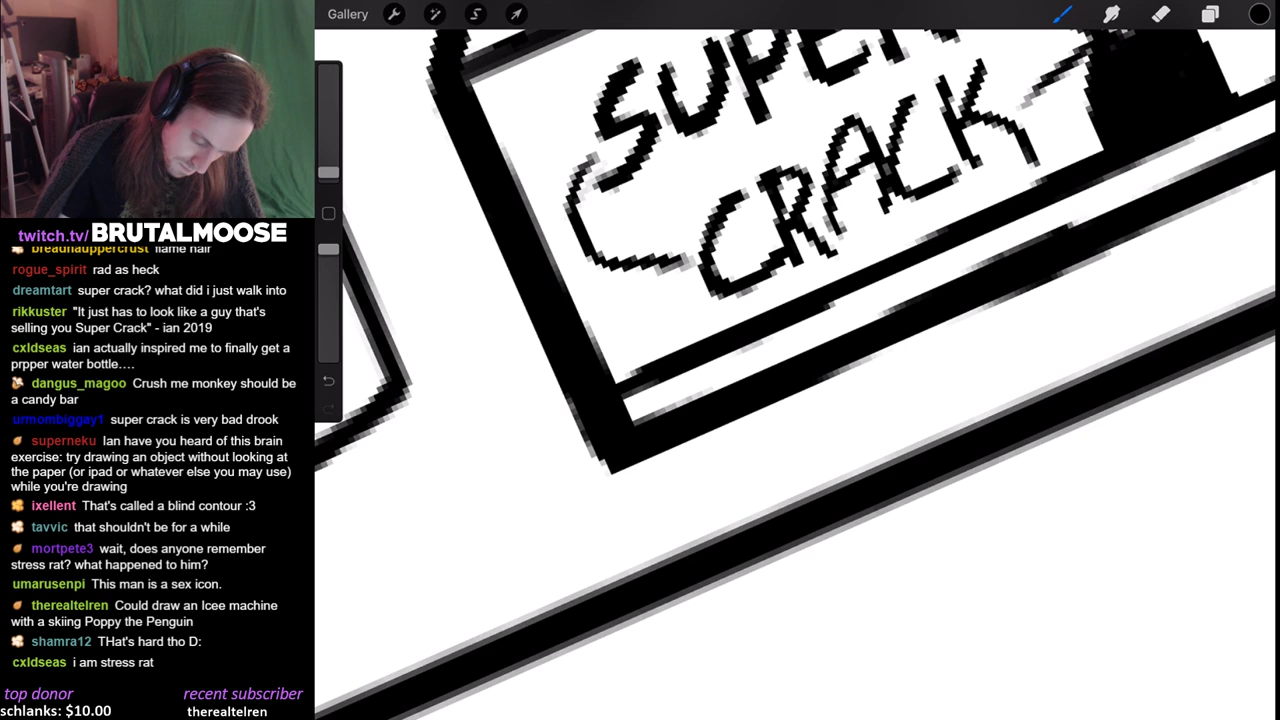 Gallery
SUPER
CRACK
twitch.tv/BRUTALMOOSE
breadnauppercrust flame hair
rogue_spirit rad as heck
dreamtart super crack? what did i just walk into
rikkuster "It just has to look like a guy that's
selling you Super Crack" - ian 2019
cxldseas ian actually inspired me to finally get a
prpper water bottle….
dangus_magoo Crush me monkey should be
a candy bar
urmombiggay1 super crack is very bad drook
superneku Ian have you heard of this brain
exercise: try drawing an object without looking at
the paper (or ipad or whatever else you may use)
while you're drawing
ixellent That's called a blind contour :3
tavvic that shouldn't be for a while
mortpete3 wait, does anyone remember
stress rat? what happened to him?
umarusenpi This man is a sex icon.
therealtelren Could draw an Icee machine
with a skiing Poppy the Penguin
shamra12 THat's hard tho D:
cxldseas i am stress rat
top donor recent subscriber
schlanks: $10.00 therealtelren